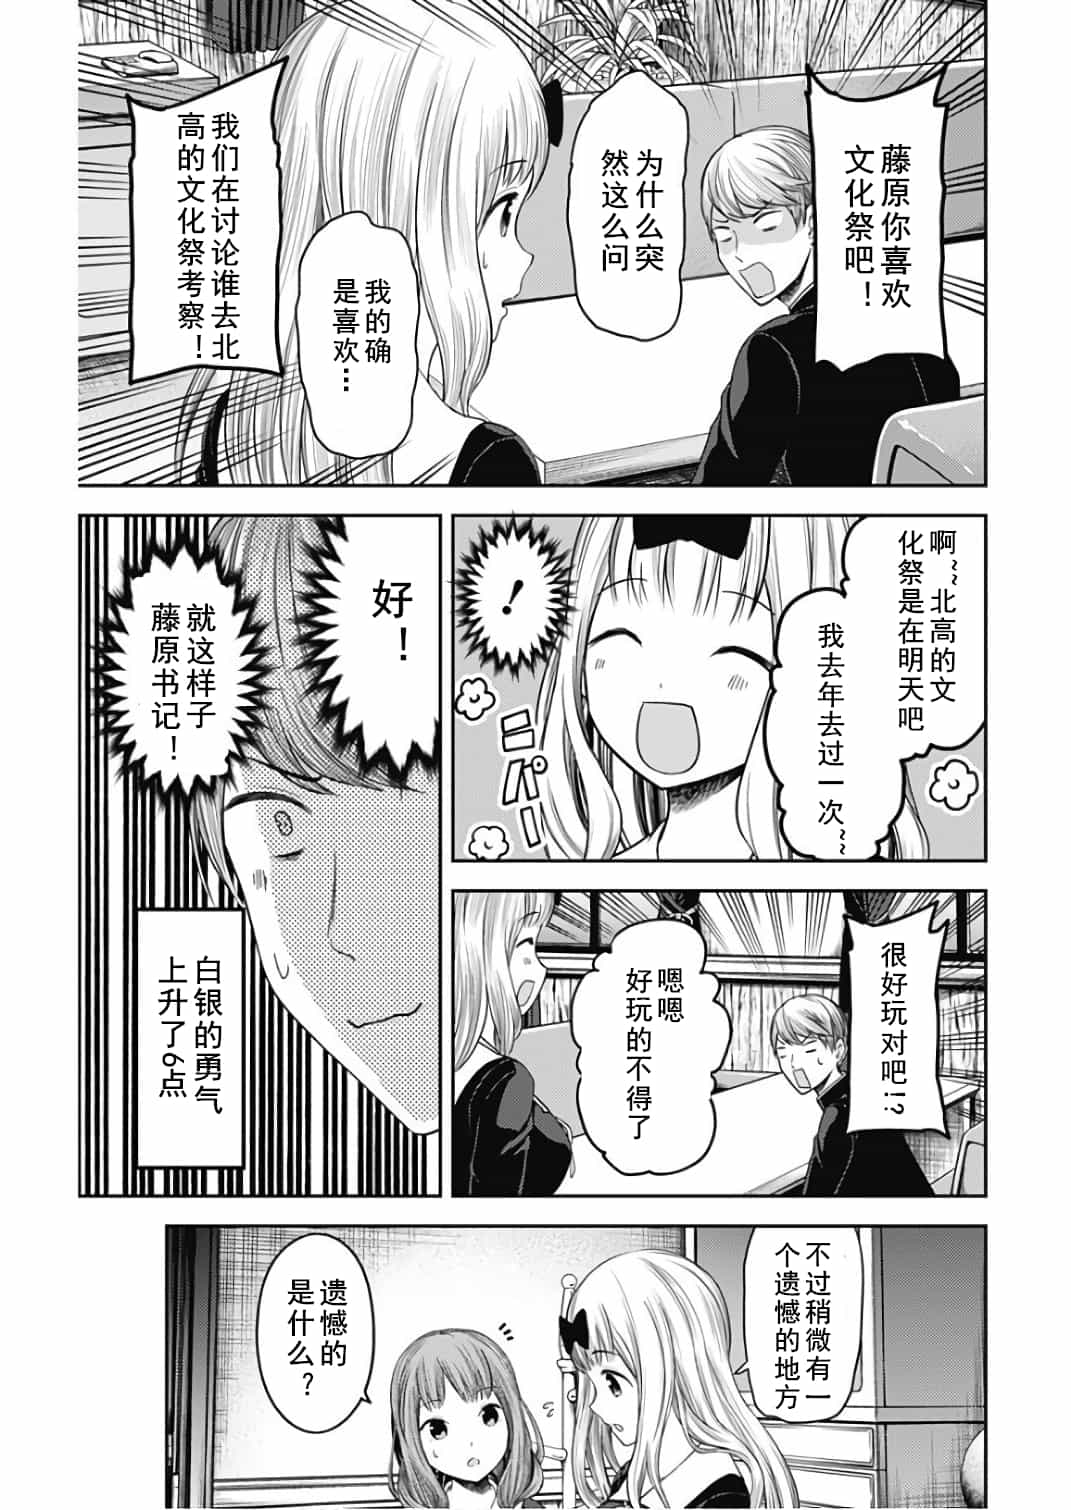 藤原你喜欢
文化祭吧！
为什么突
然这么问
我的确
是喜欢…
我们在讨论谁去北
高的文化祭考察！
啊~~北高的文
化祭是在明天吧
我去年去过一次~~
！
ニパー
好！
就这样子
藤原书记！
白银的勇气
上升了6点
很好玩对吧!?
嗯嗯
好玩的不得了
不过稍微有一
个遗憾的地方
遗憾的
是什么？